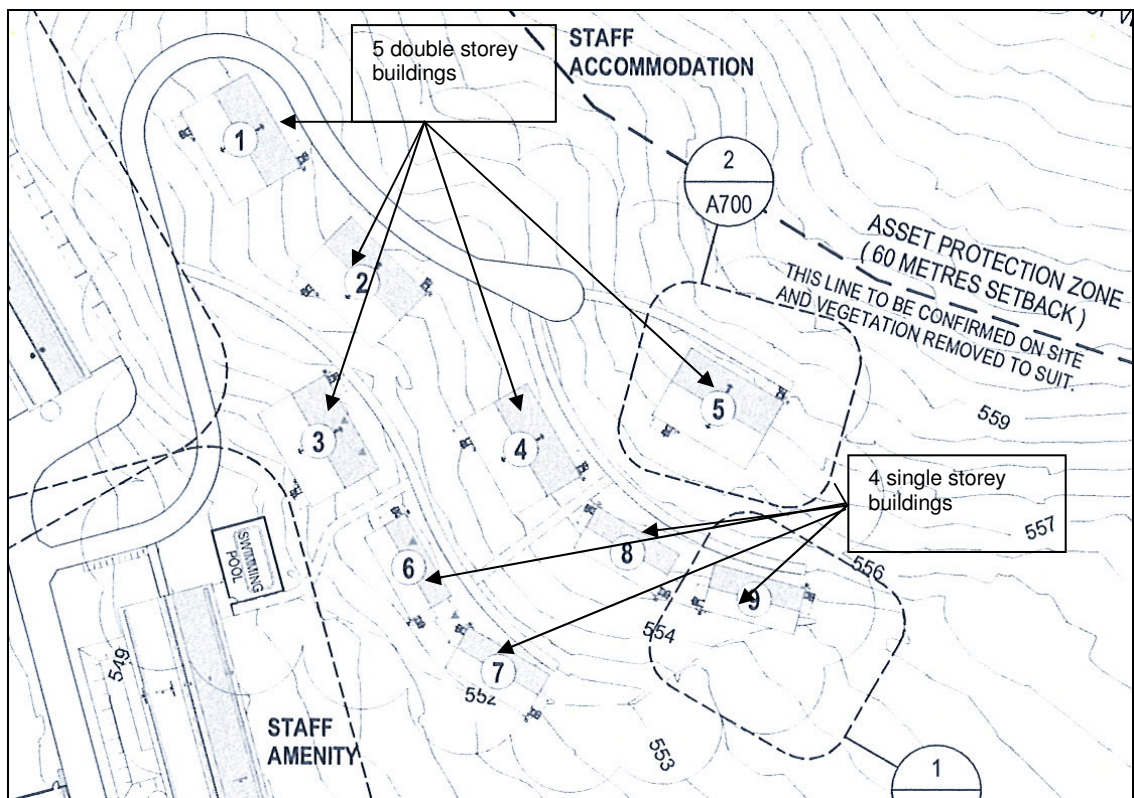 5 double storey
buildings
STAFF
ACCOMMODATION
1
2
A700
ASSET PROTECTION ZONE
( 60 METRES SETBACK )
THIS LINE TO BE CONFIRMED ON SITE
AND VEGETATION REMOVED TO SUIT.
2
3
4
5
559
4 single storey
buildings
557
556
SWIMMING
POOL
6
8
9
554
7
552
549
553
STAFF
AMENITY
1